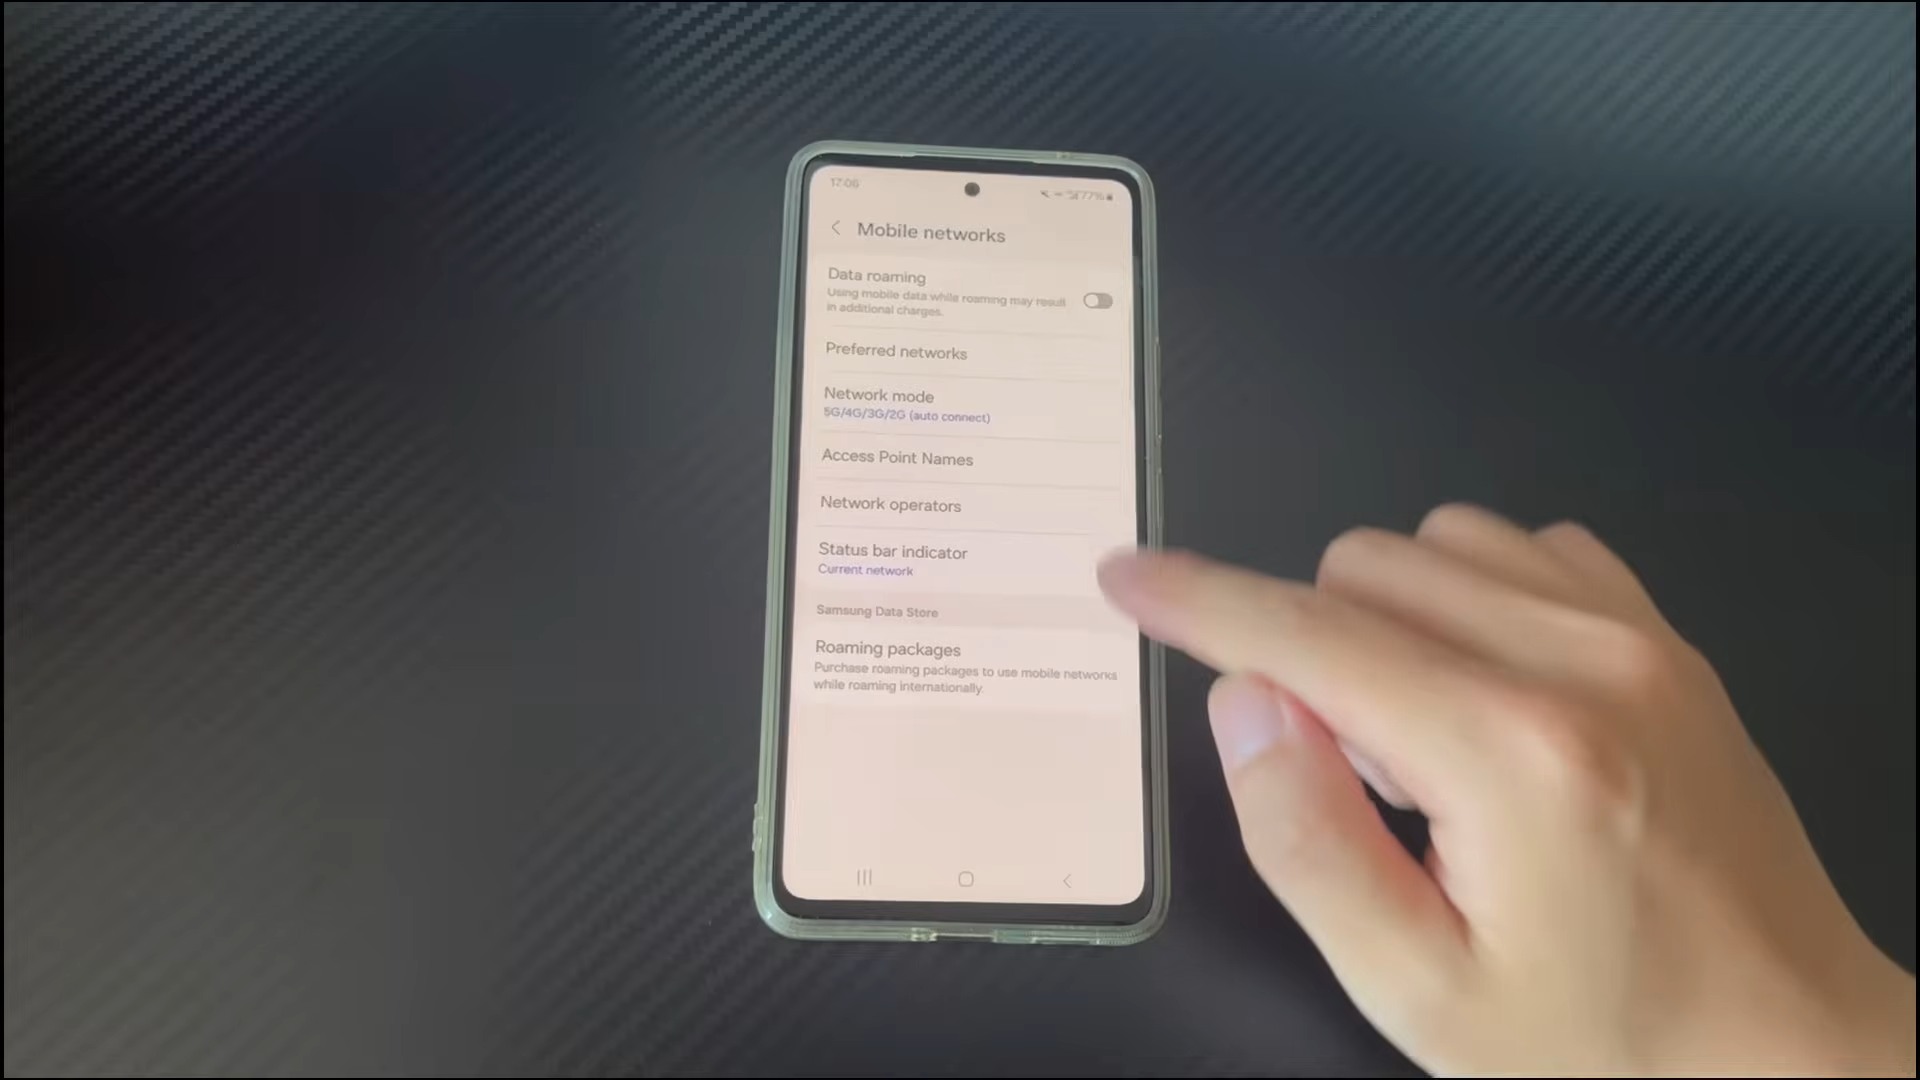 17:06
77%
Mobile networks
Data roaming
Using mobile data while roaming may result
in additional charges.
Preferred networks
Network mode
5G/4G/3G/2G (auto connect)
Access Point Names
Network operators
Status bar indicator
Current network
Samsung Data Store
Roaming packages
Purchase roaming packages to use mobile networks
while roaming internationally.